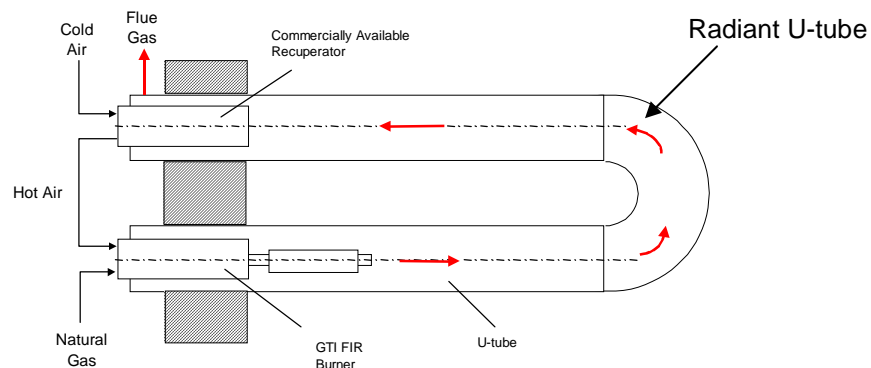 Flue
Gas
Cold
Air
Commercially Available
Recuperator
Radiant U-tube
Hot Air
Natural
Gas
GTI FIR
Burner
U-tube